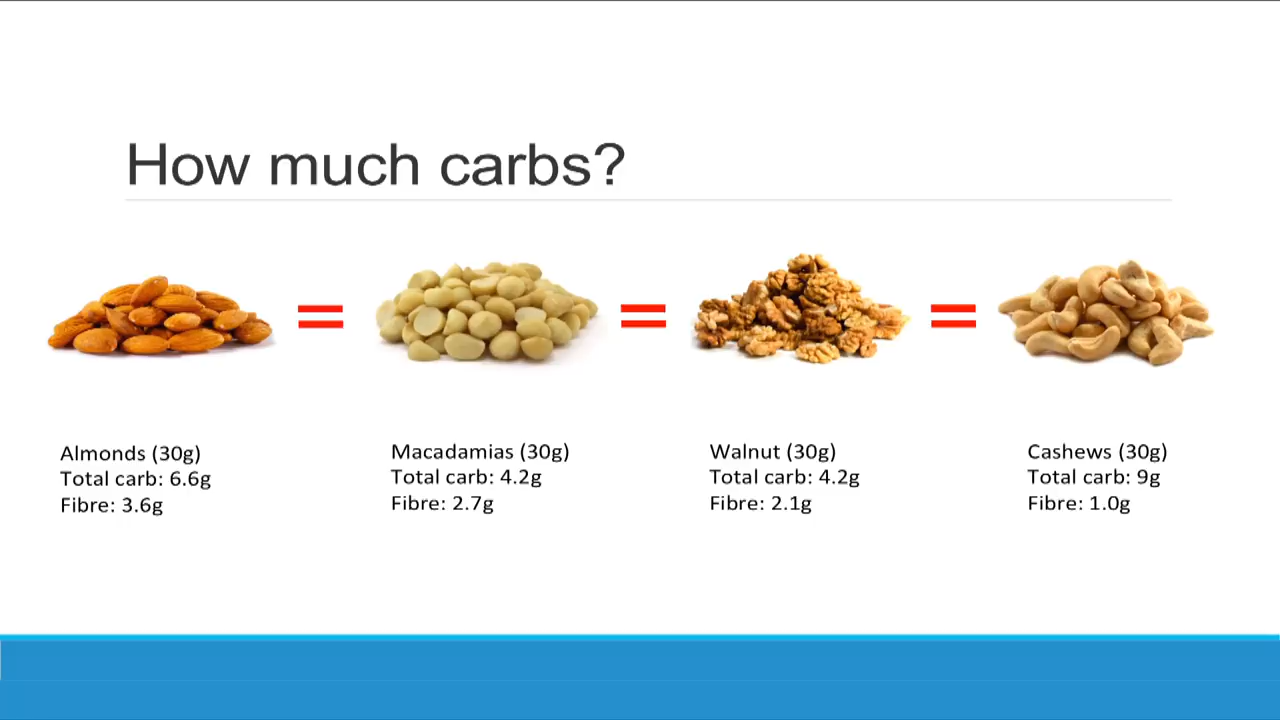 How much carbs?
= = =
Almonds (30g)
Total carb: 6.6g
Fibre: 3.6g
Macadamias (30g)
Total carb: 4.2g
Fibre: 2.7g
Walnut (30g)
Total carb: 4.2g
Fibre: 2.1g
Cashews (30g)
Total carb: 9g
Fibre: 1.0g